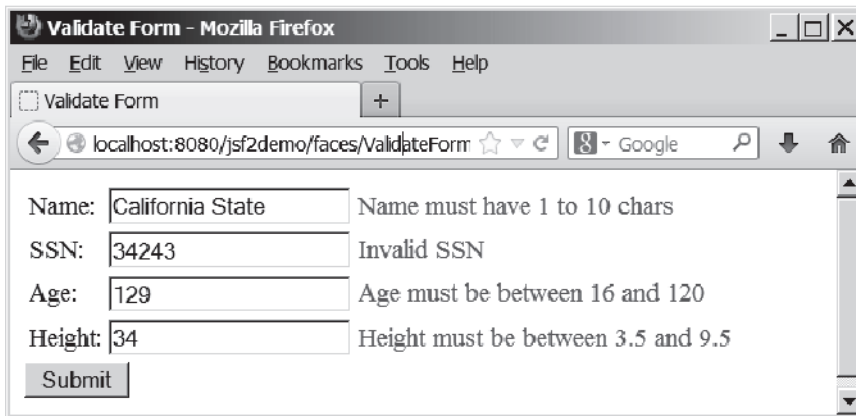 Validate Form - Mozilla Firefox
File Edit View History Bookmarks Tools Help
Validate Form
+
localhost:8080/jsf2demo/faces/ValidateForm
8 Google
Name: California State Name must have 1 to 10 chars
SSN: 34243 Invalid SSN
Age: 129 Age must be between 16 and 120
Height: 34 Height must be between 3.5 and 9.5
Submit